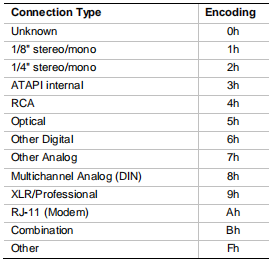 Connection Type Encoding
Unknown 0h
1/8" stereo/mono 1h
1/4" stereo/mono 2h
ATAPI internal 3h
RCA 4h
Optical 5h
Other Digital 6h
Other Analog 7h
Multichannel Analog (DIN) 8h
XLR/Professional 9h
RJ-11 (Modem) Ah
Combination Bh
Other Fh